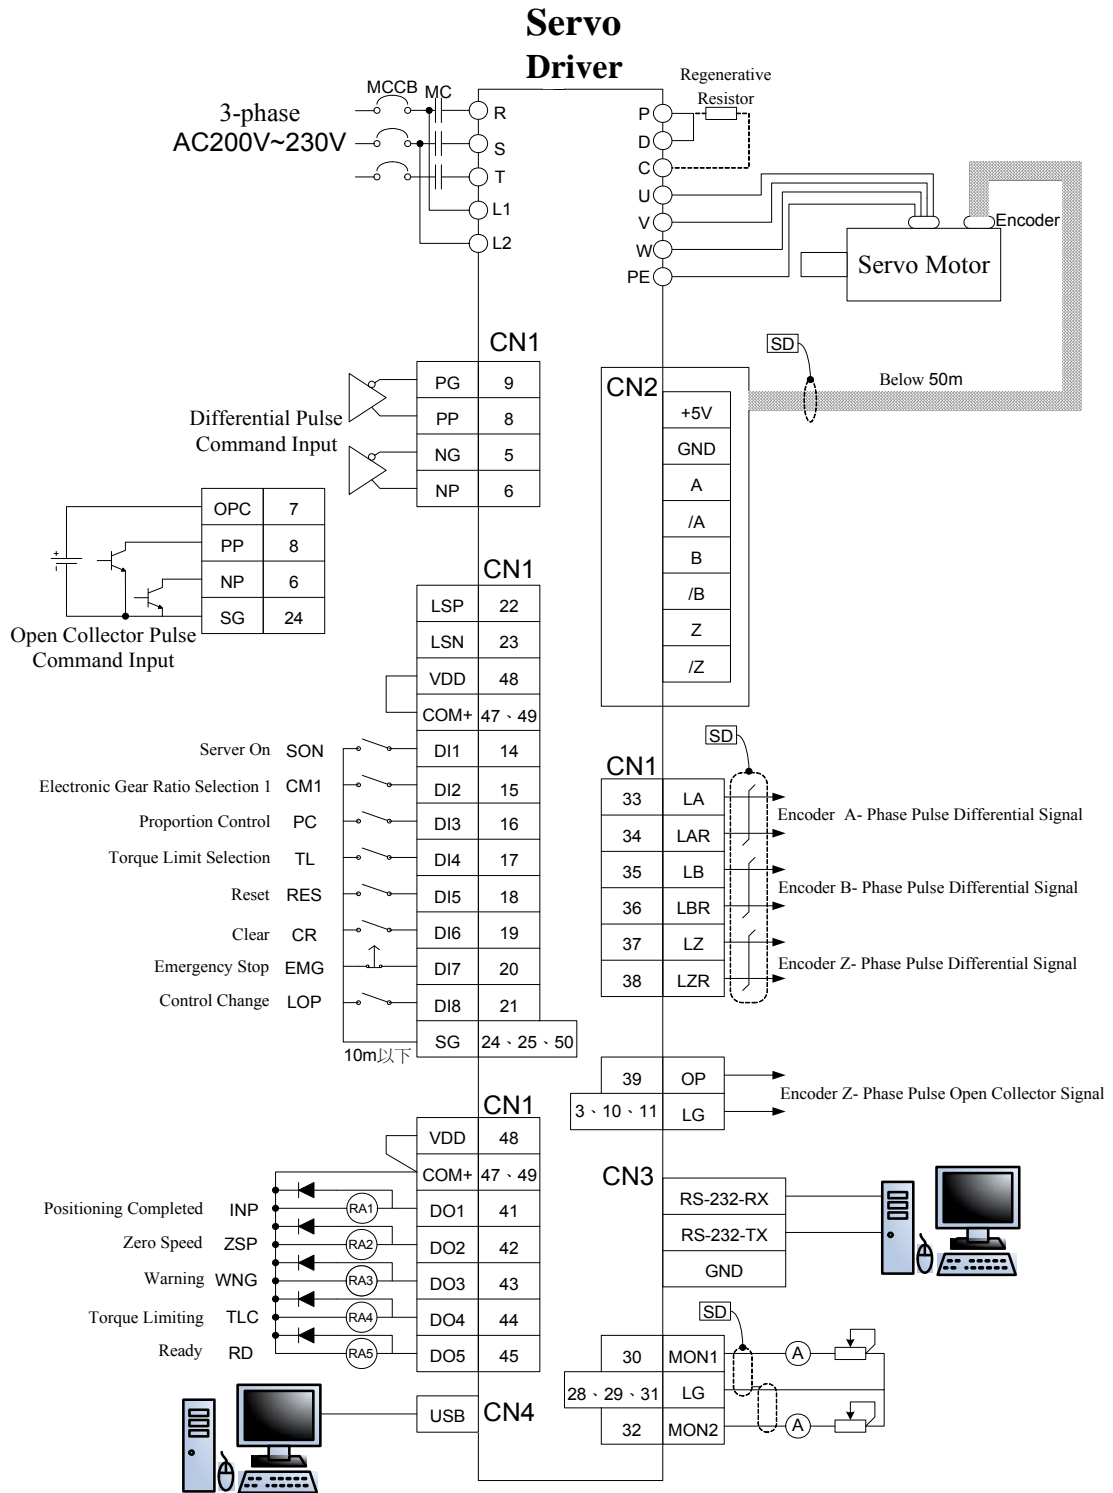 Servo
Driver
3-phase
AC200V~230V
MCCB
MC
R
S
T
L1
L2
Regenerative
Resistor
P
D
C
U
V
W
PE
Encoder
Servo Motor
SD
Below 50m
CN1
PG 9
PP 8
NG 5
NP 6
Differential Pulse
Command Input
OPC 7
PP 8
NP 6
SG 24
+
-
Open Collector Pulse
Command Input
CN2
+5V
GND
A
/A
B
/B
Z
/Z
CN1
LSP 22
LSN 23
VDD 48
COM+ 47、49
Server On SON DI1 14
Electronic Gear Ratio Selection 1 CM1 DI2 15
Proportion Control PC DI3 16
Torque Limit Selection TL DI4 17
Reset RES DI5 18
Clear CR DI6 19
Emergency Stop EMG DI7 20
Control Change LOP DI8 21
SG 24、25、50
10m以下
SD
CN1
33 LA
34 LAR
Encoder A- Phase Pulse Differential Signal
35 LB
36 LBR
Encoder B- Phase Pulse Differential Signal
37 LZ
38 LZR
Encoder Z- Phase Pulse Differential Signal
39 OP
3、10、11 LG
Encoder Z- Phase Pulse Open Collector Signal
CN1
VDD 48
COM+ 47、49
Positioning Completed INP RA1 DO1 41
Zero Speed ZSP RA2 DO2 42
Warning WNG RA3 DO3 43
Torque Limiting TLC RA4 DO4 44
Ready RD RA5 DO5 45
USB CN4
CN3
RS-232-RX
RS-232-TX
GND
SD
30 MON1 A
28、29、31 LG
32 MON2 A